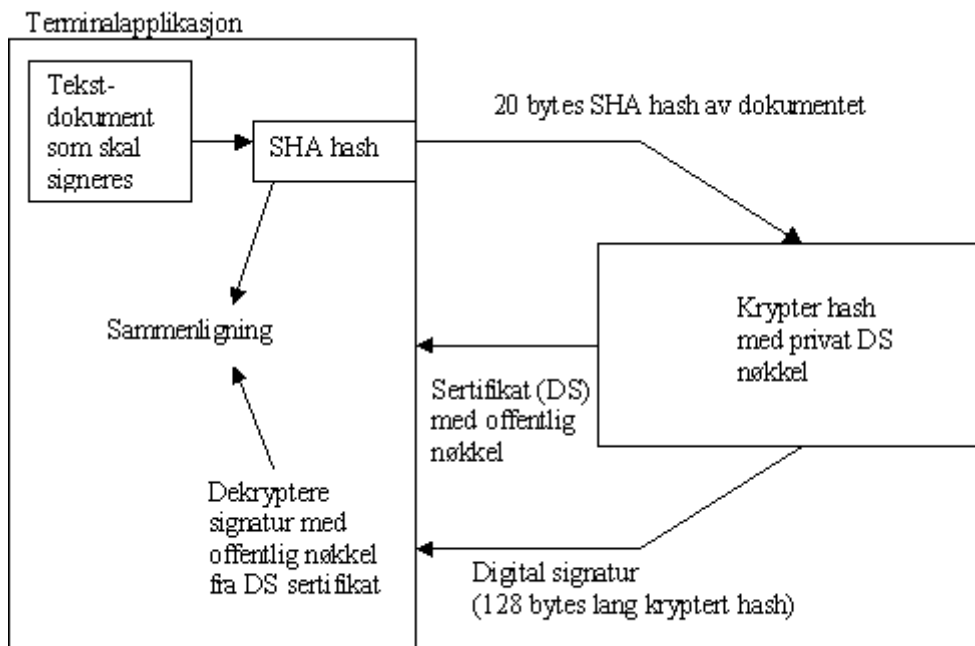 Terminalapplikasjon
Tekst-
dokument
som skal
signeres
SHA hash
20 bytes SHA hash av dokumentet
Krypter hash
med privat DS
nøkkel
Sammenligning
Sertifikat (DS)
med offentlig
nøkkel
Dekryptere
signatur med
offentlig nøkkel
fra DS sertifikat
Digital signatur
(128 bytes lang kryptert hash)